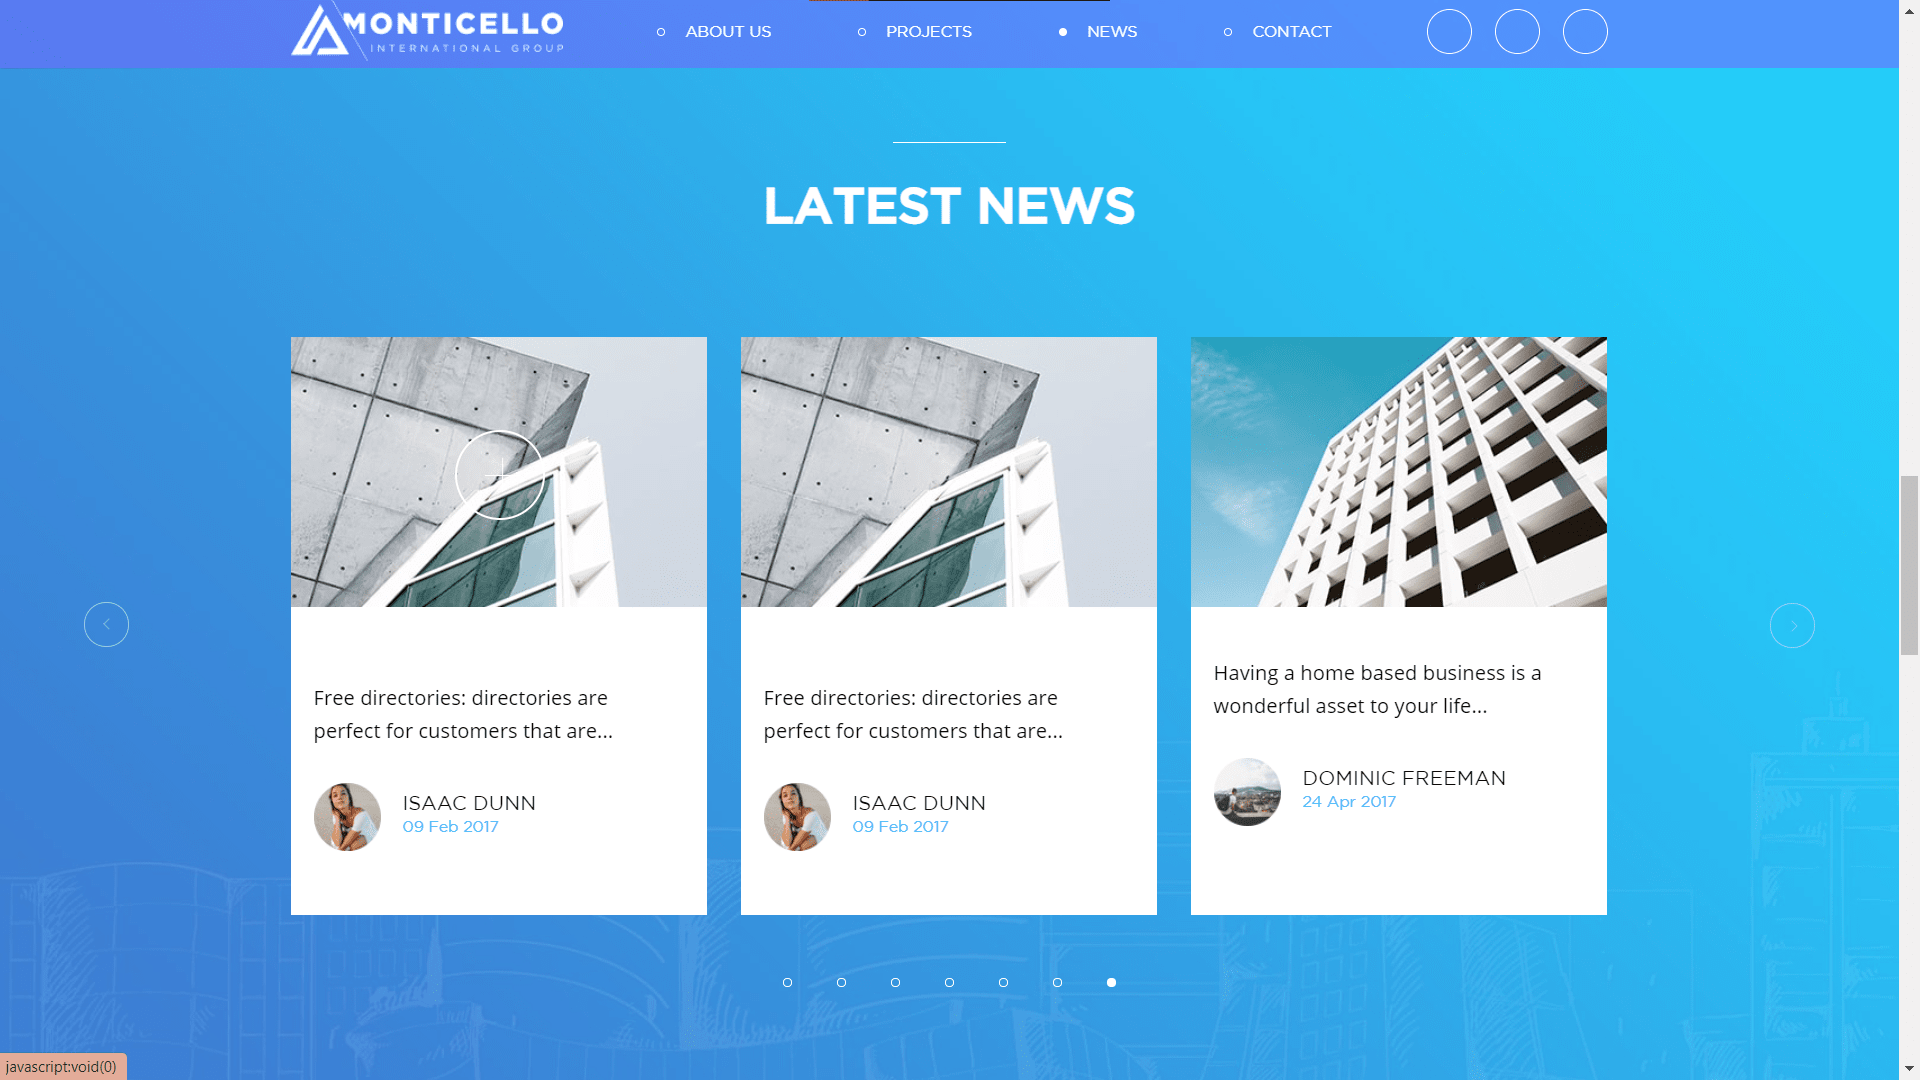 MONTICELLO
INTERNATIONAL GROUP
ABOUT US
PROJECTS
NEWS
CONTACT
LATEST NEWS
Free directories: directories are
perfect for customers that are...
ISAAC DUNN
09 Feb 2017
Free directories: directories are
perfect for customers that are...
ISAAC DUNN
09 Feb 2017
Having a home based business is a
wonderful asset to your life...
DOMINIC FREEMAN
24 Apr 2017
javascript:void(0)